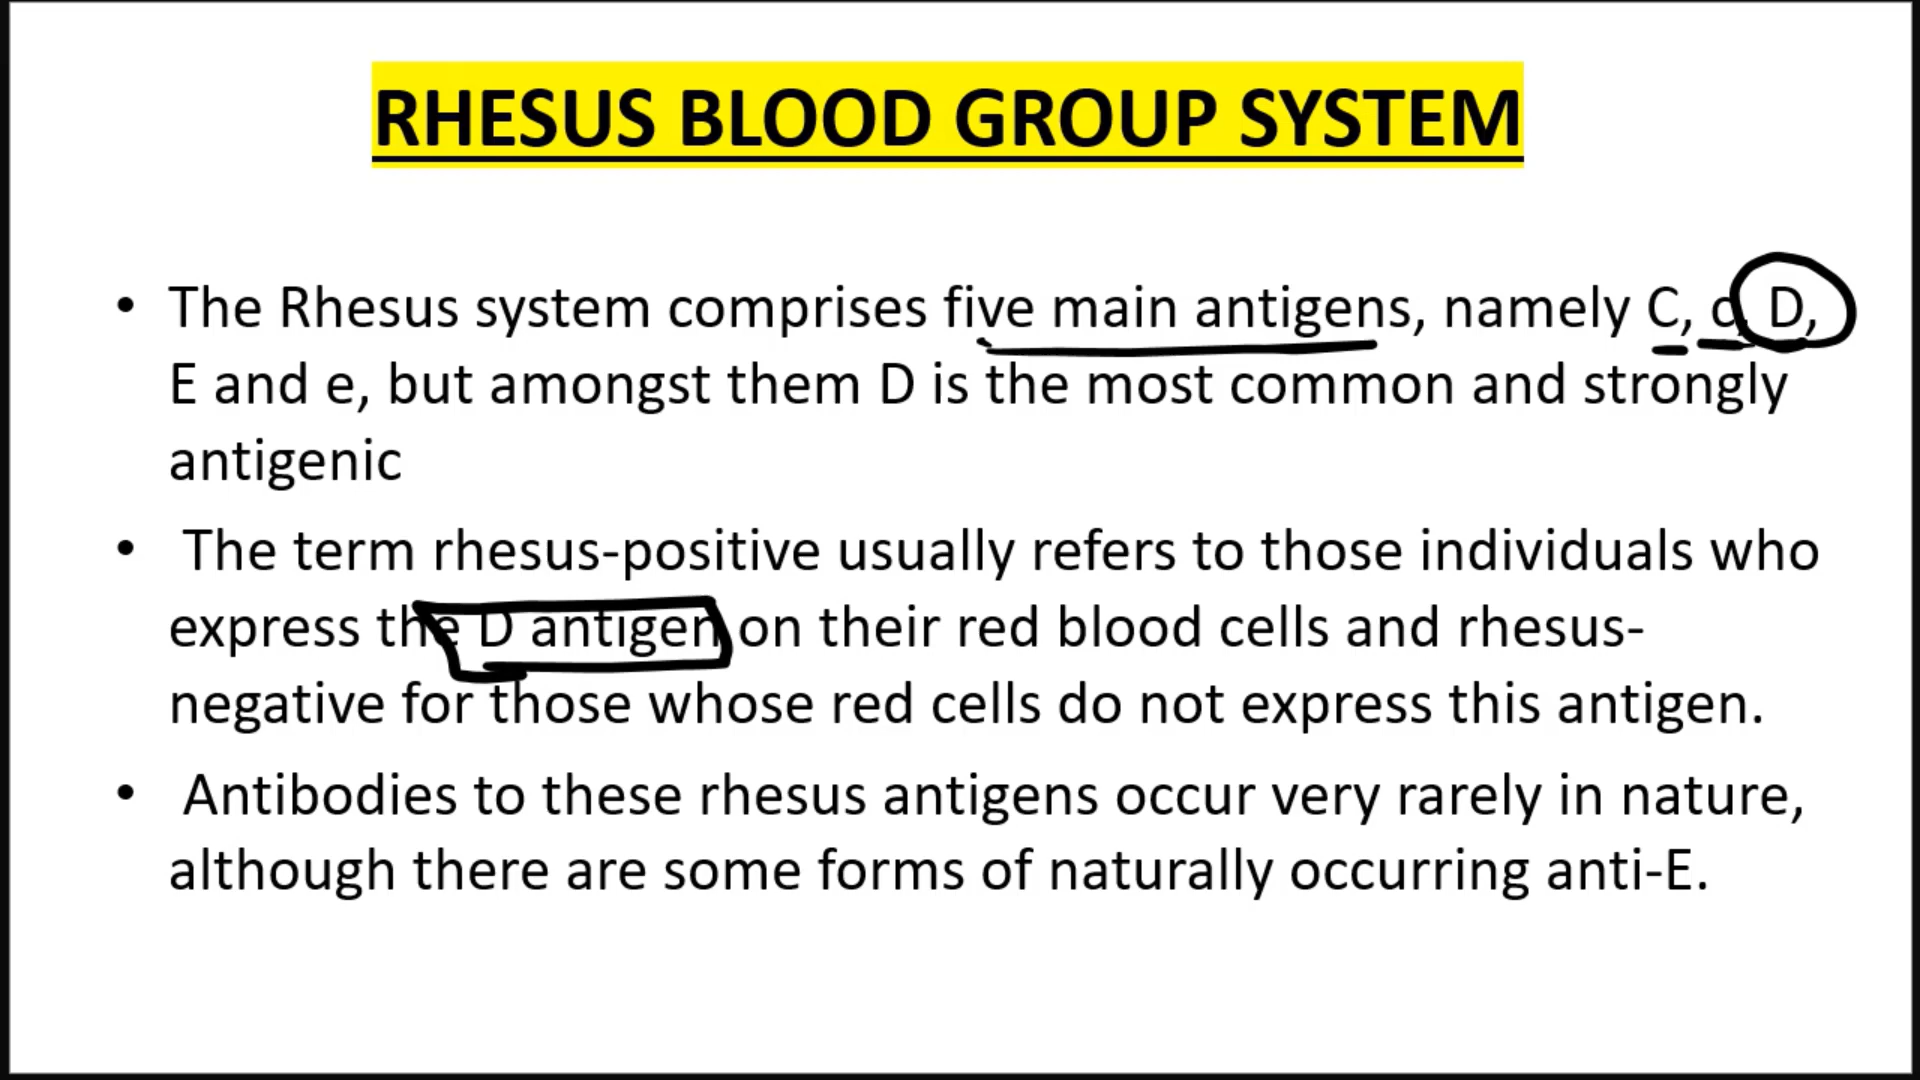 RHESUS BLOOD GROUP SYSTEM
• The Rhesus system comprises five main antigens, namely C, c, D,
E and e, but amongst them D is the most common and strongly
antigenic
• The term rhesus-positive usually refers to those individuals who
express the D antigen on their red blood cells and rhesus-
negative for those whose red cells do not express this antigen.
• Antibodies to these rhesus antigens occur very rarely in nature,
although there are some forms of naturally occurring anti-E.